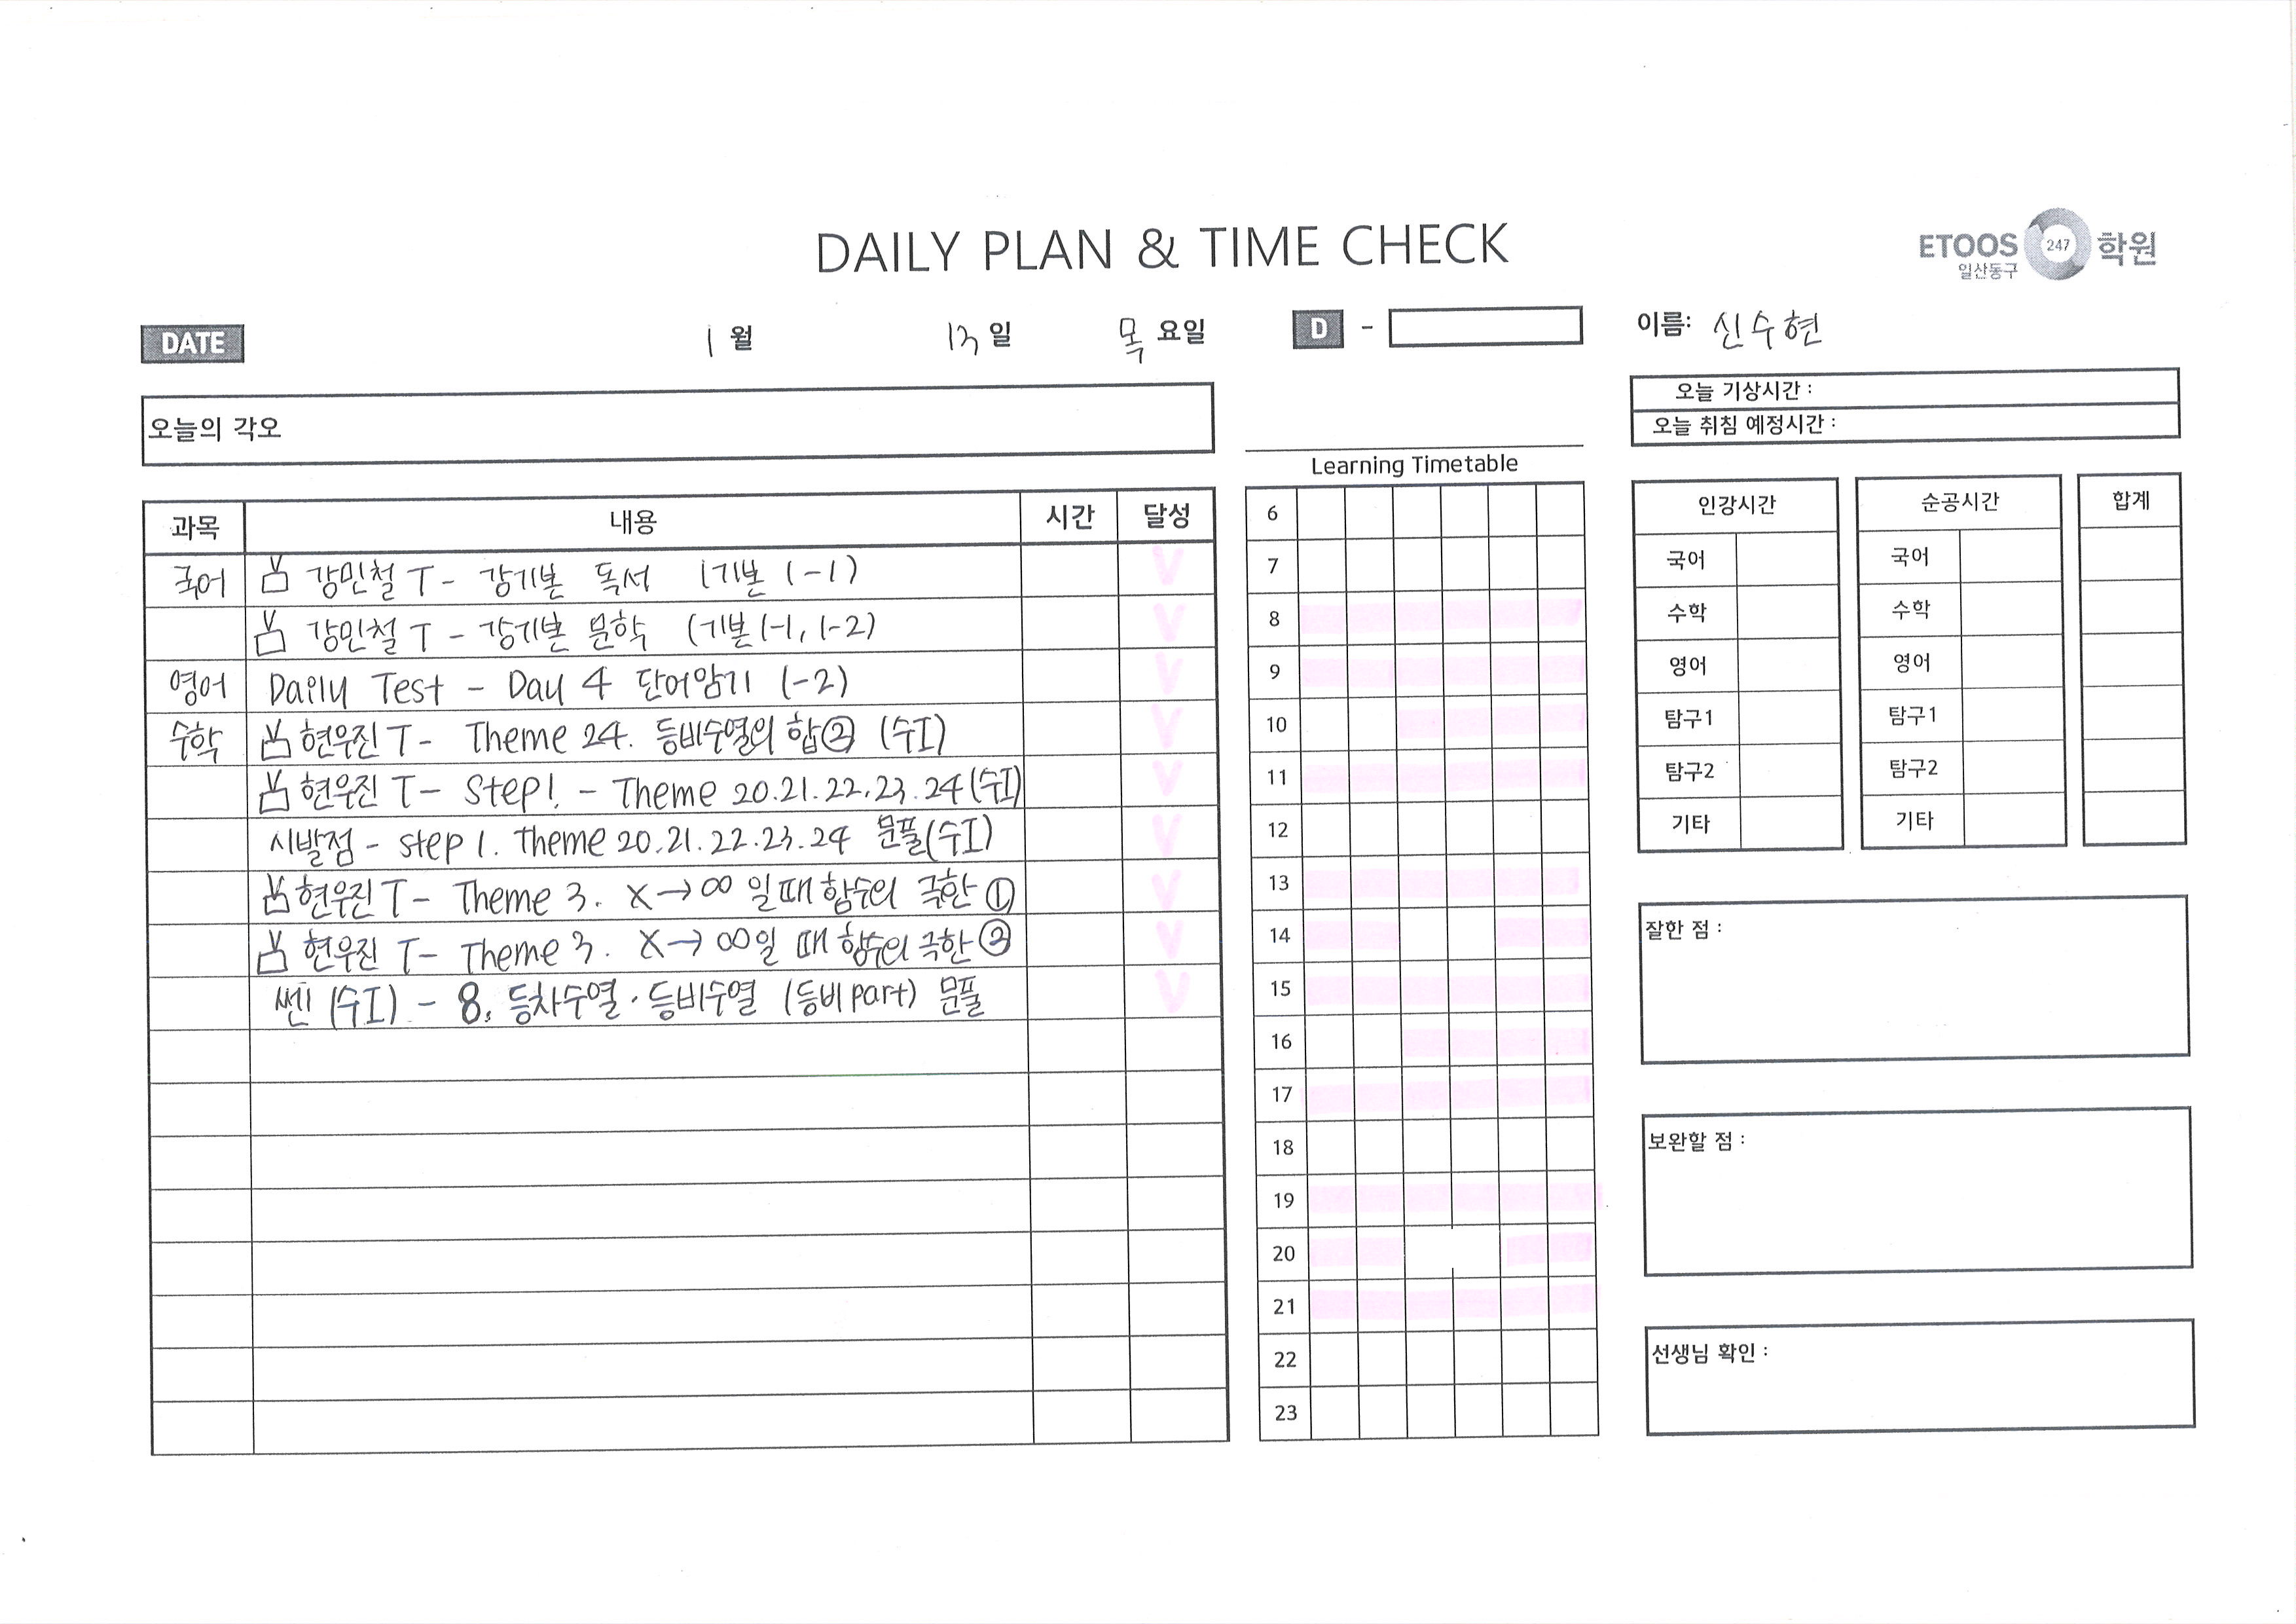 DAILY PLAN & TIME CHECK
ETOOS 247 학원
일산동구
DATE 1 월 13 일 목 요일 D -
이름: 신수현
오늘의 각오
오늘 기상시간 :
오늘 취침 예정시간 :
과목 내용 시간 달성
국어 강민철 T - 강기본 독서 (기본 1-1) V
강민철 T - 강기본 문학 (기본 1-1, 1-2) V
영어 Daily Test - Day 4 단어암기 (-2) V
수학 현우진 T - Theme 24. 등비수열의 합② (수I) V
현우진 T - Step 1. - Theme 20.21.22.23.24 (수I) V
시발점 - step 1. Theme 20.21.22.23.24 문풀(수I) V
현우진 T - Theme 3. x→∞ 일때 함수의 극한 ① V
현우진 T - Theme 3. x→∞일 때 함수의 극한 ② V
쎈 (수I) - 8. 등차수열·등비수열 (등비part) 문풀 V
Learning Timetable
6
7
8
9
10
11
12
13
14
15
16
17
18
19
20
21
22
23
인강시간 순공시간 합계
국어 국어
수학 수학
영어 영어
탐구1 탐구1
탐구2 탐구2
기타 기타
잘한 점 :
보완할 점 :
선생님 확인 :